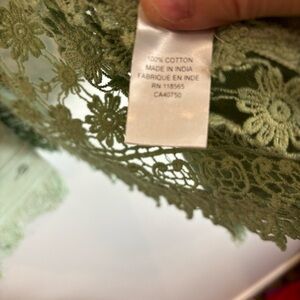 100% COTTON
MADE IN INDIA
FABRIQUE EN INDE
RN 118565
CA40750